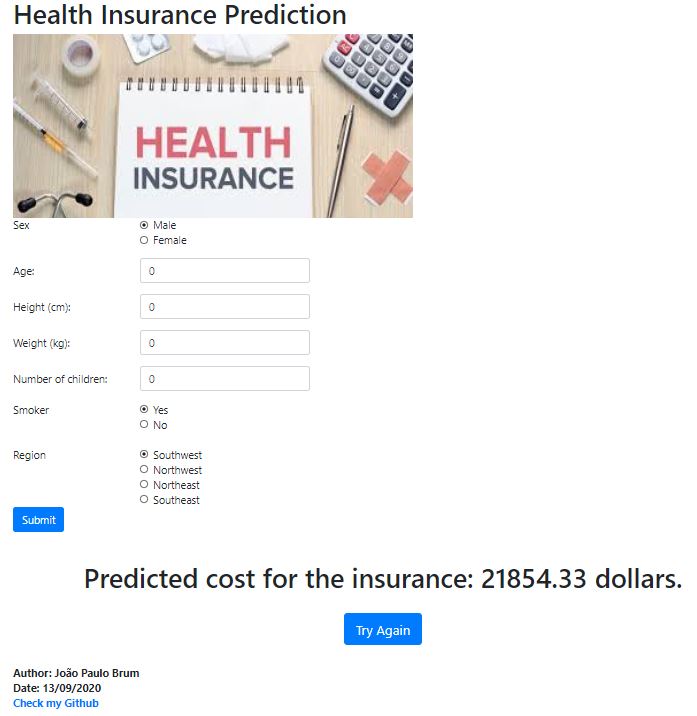 Health Insurance Prediction
HEALTH
INSURANCE
Sex
Male
Female
Age:
0
Height (cm):
0
Weight (kg):
0
Number of children:
0
Smoker
Yes
No
Region
Southwest
Northwest
Northeast
Southeast
Submit
Predicted cost for the insurance: 21854.33 dollars.
Try Again
Author: João Paulo Brum
Date: 13/09/2020
Check my Github